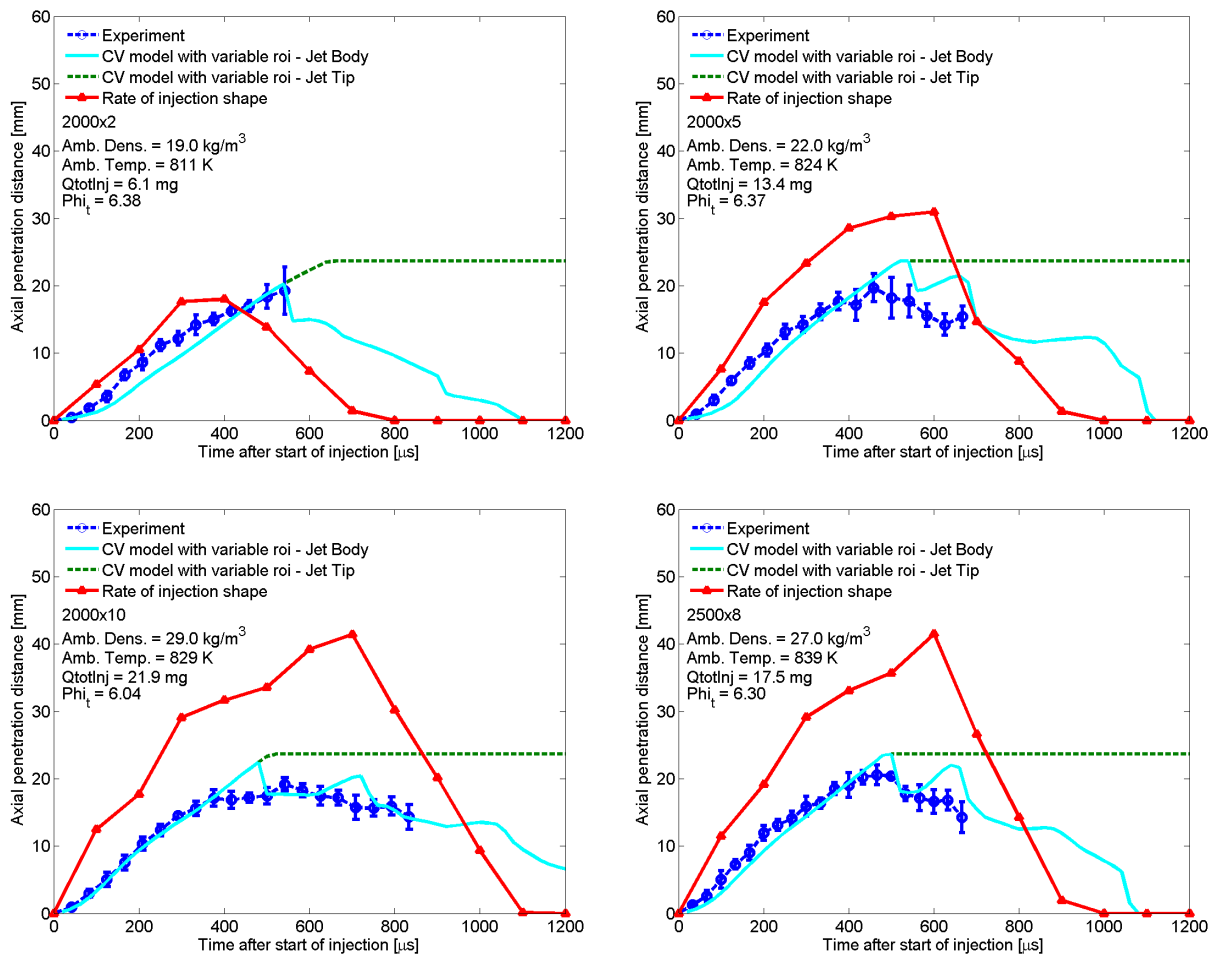 60
50
40
30
20
10
0
Axial penetration distance [mm]
Experiment
CV model with variable roi - Jet Body
CV model with variable roi - Jet Tip
Rate of injection shape
2000x2
Amb. Dens. = 19.0 kg/m3
Amb. Temp. = 811 K
QtotInj = 6.1 mg
Phit = 6.38
0 200 400 600 800 1000 1200
Time after start of injection [μs]
60
50
40
30
20
10
0
Axial penetration distance [mm]
Experiment
CV model with variable roi - Jet Body
CV model with variable roi - Jet Tip
Rate of injection shape
2000x5
Amb. Dens. = 22.0 kg/m3
Amb. Temp. = 824 K
QtotInj = 13.4 mg
Phit = 6.37
0 200 400 600 800 1000 1200
Time after start of injection [μs]
60
50
40
30
20
10
0
Axial penetration distance [mm]
Experiment
CV model with variable roi - Jet Body
CV model with variable roi - Jet Tip
Rate of injection shape
2000x10
Amb. Dens. = 29.0 kg/m3
Amb. Temp. = 829 K
QtotInj = 21.9 mg
Phit = 6.04
0 200 400 600 800 1000 1200
Time after start of injection [μs]
60
50
40
30
20
10
0
Axial penetration distance [mm]
Experiment
CV model with variable roi - Jet Body
CV model with variable roi - Jet Tip
Rate of injection shape
2500x8
Amb. Dens. = 27.0 kg/m3
Amb. Temp. = 839 K
QtotInj = 17.5 mg
Phit = 6.30
0 200 400 600 800 1000 1200
Time after start of injection [μs]